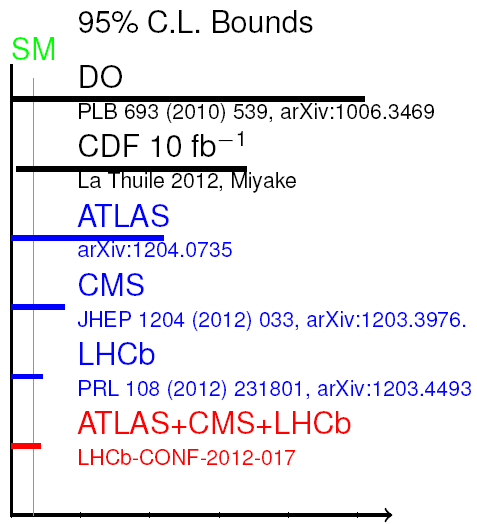 95% C.L. Bounds
SM
DO
PLB 693 (2010) 539, arXiv:1006.3469
CDF 10 fb⁻¹
La Thuile 2012, Miyake
ATLAS
arXiv:1204.0735
CMS
JHEP 1204 (2012) 033, arXiv:1203.3976.
LHCb
PRL 108 (2012) 231801, arXiv:1203.4493
ATLAS+CMS+LHCb
LHCb-CONF-2012-017